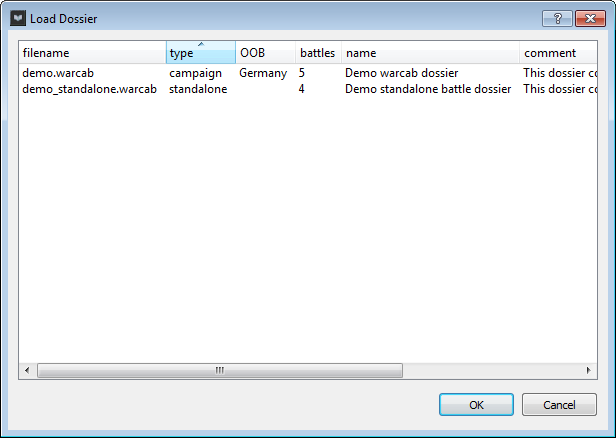 Load Dossier
filename type OOB battles name comment
demo.warcab campaign Germany 5 Demo warcab dossier This dossier co
demo_standalone.warcab standalone 4 Demo standalone battle dossier This dossier co
OK Cancel